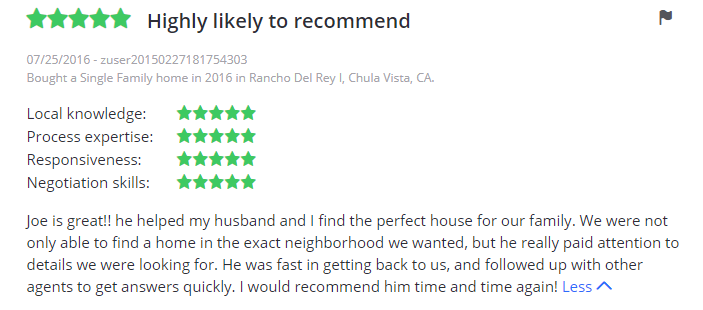 Highly likely to recommend
07/25/2016 - zuser20150227181754303
Bought a Single Family home in 2016 in Rancho Del Rey I, Chula Vista, CA.
Local knowledge:
Process expertise:
Responsiveness:
Negotiation skills:
Joe is great!! he helped my husband and I find the perfect house for our family. We were not
only able to find a home in the exact neighborhood we wanted, but he really paid attention to
details we were looking for. He was fast in getting back to us, and followed up with other
agents to get answers quickly. I would recommend him time and time again! Less